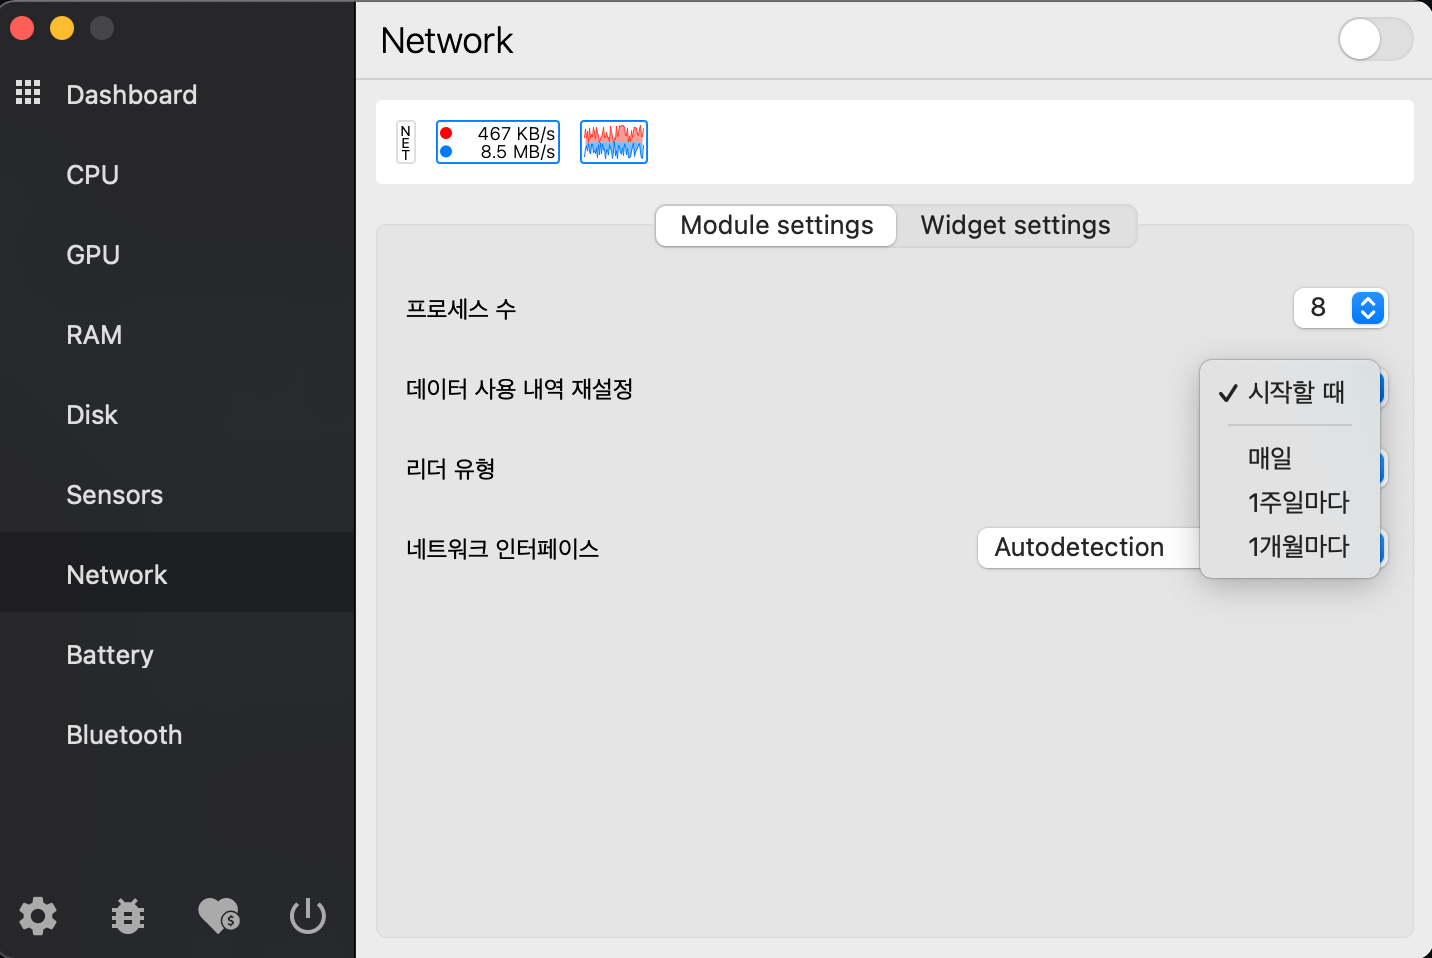 Dashboard
CPU
GPU
RAM
Disk
Sensors
Network
Battery
Bluetooth
Network
NET
467 KB/s
8.5 MB/s
Module settings
Widget settings
프로세스 수
8
데이터 사용 내역 재설정
✓ 시작할 때
매일
1주일마다
1개월마다
리더 유형
네트워크 인터페이스
Autodetection